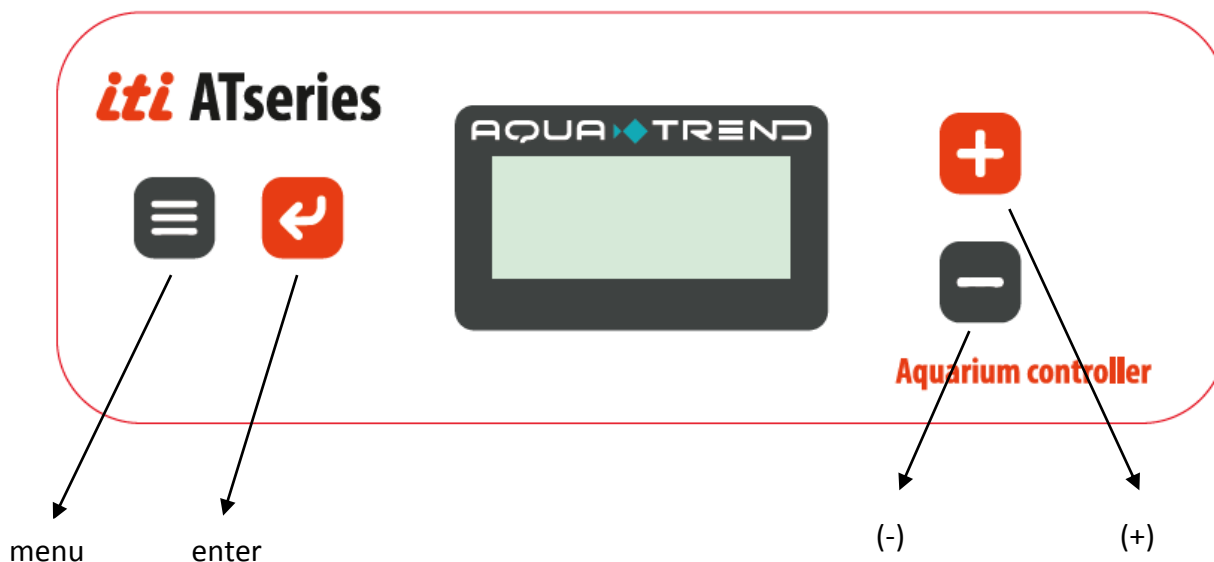 iti ATseries
AQUA TREND
Aquarium controller
menu
enter
(-)
(+)